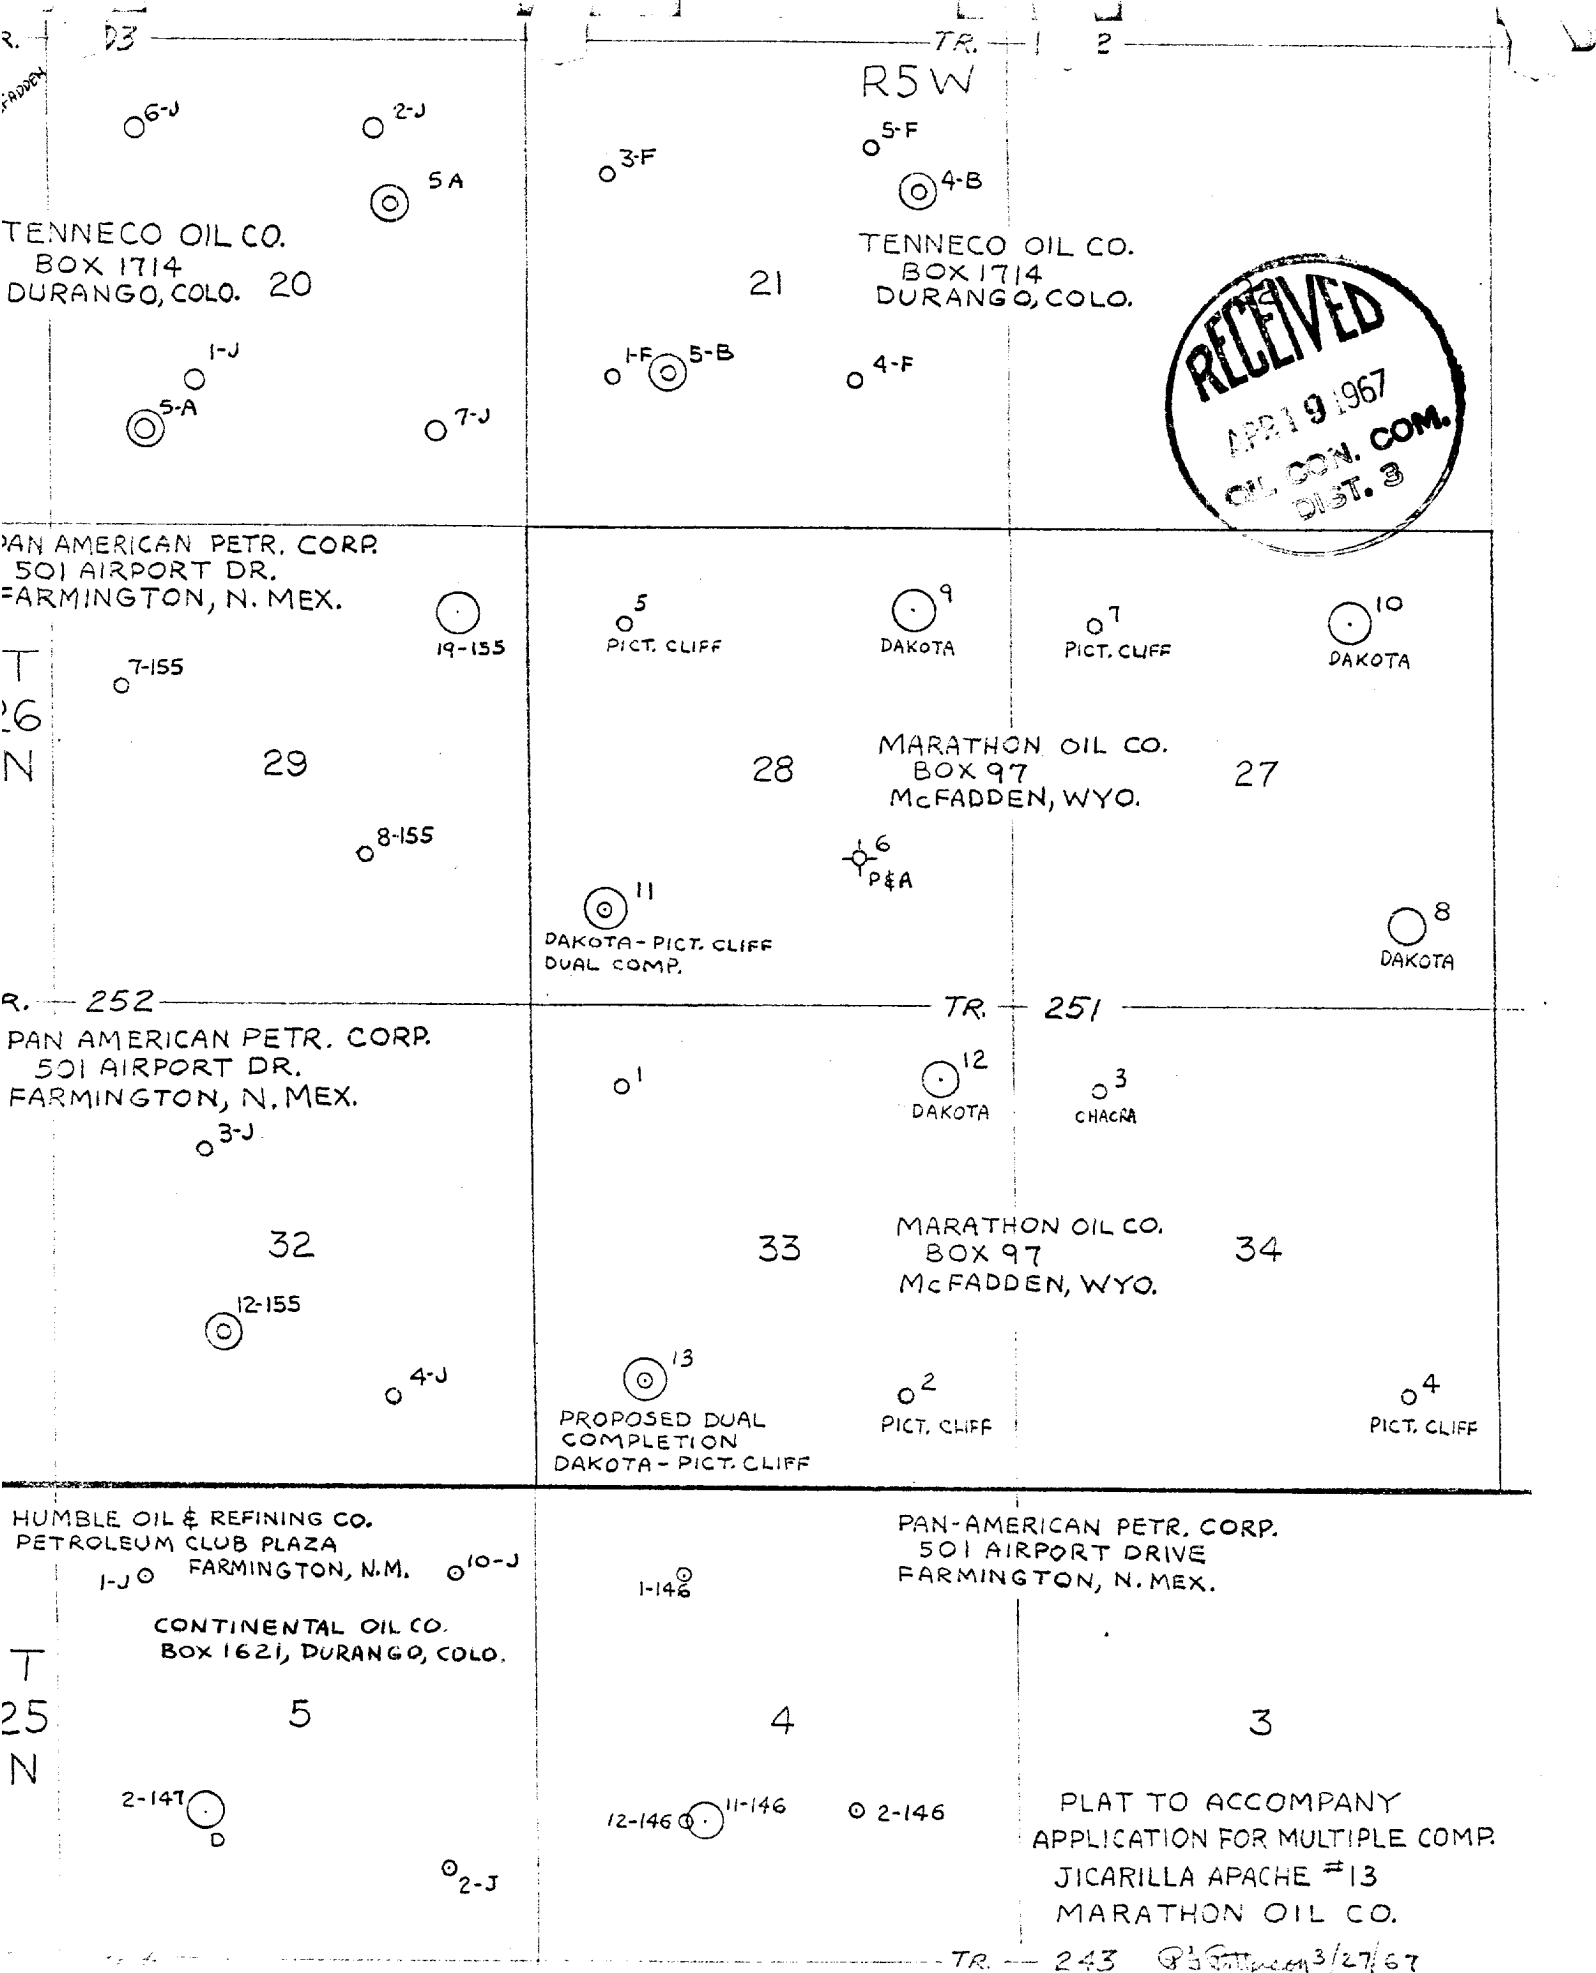 R.
D3
TR.
1
2
R5W
6-J
2-J
5A
3-F
5-F
4-B
TENNECO OIL CO.
BOX 1714
DURANGO, COLO.
20
21
TENNECO OIL CO.
BOX 1714
DURANGO, COLO.
RECEIVED
APR 19 1967
OIL CON. COM.
DIST. 3
1-J
5-A
7-J
1-F
5-B
4-F
PAN AMERICAN PETR. CORP.
501 AIRPORT DR.
FARMINGTON, N. MEX.
19-155
7-155
T
26
N
29
8-155
5
PICT. CLIFF
9
DAKOTA
7
PICT. CLIFF
10
DAKOTA
28
MARATHON OIL CO.
BOX 97
McFADDEN, WYO.
27
6
P&A
11
DAKOTA-PICT. CLIFF
DUAL COMP.
8
DAKOTA
R.
252
TR.
251
PAN AMERICAN PETR. CORP.
501 AIRPORT DR.
FARMINGTON, N. MEX.
3-J
1
12
DAKOTA
3
CHACRA
32
33
MARATHON OIL CO.
BOX 97
McFADDEN, WYO.
34
12-155
4-J
13
PROPOSED DUAL
COMPLETION
DAKOTA-PICT. CLIFF
2
PICT. CLIFF
4
PICT. CLIFF
HUMBLE OIL & REFINING CO.
PETROLEUM CLUB PLAZA
FARMINGTON, N.M.
1-J
10-J
CONTINENTAL OIL CO.
BOX 1621, DURANGO, COLO.
1-146
PAN-AMERICAN PETR. CORP.
501 AIRPORT DRIVE
FARMINGTON, N. MEX.
T
25
N
5
4
3
2-147
D
2-J
12-146
11-146
2-146
PLAT TO ACCOMPANY
APPLICATION FOR MULTIPLE COMP.
JICARILLA APACHE #13
MARATHON OIL CO.
TR.
243
3/27/67